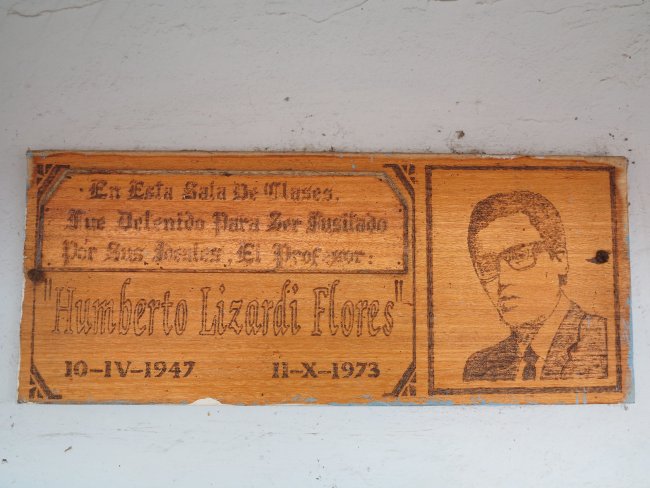 En Esta Sala De Clases,
Fue Detenido Para Ser Fusilado
Por Sus Ideales, El Profesor:
"Humberto Lizardi Flores"
10-IV-1947 11-X-1973